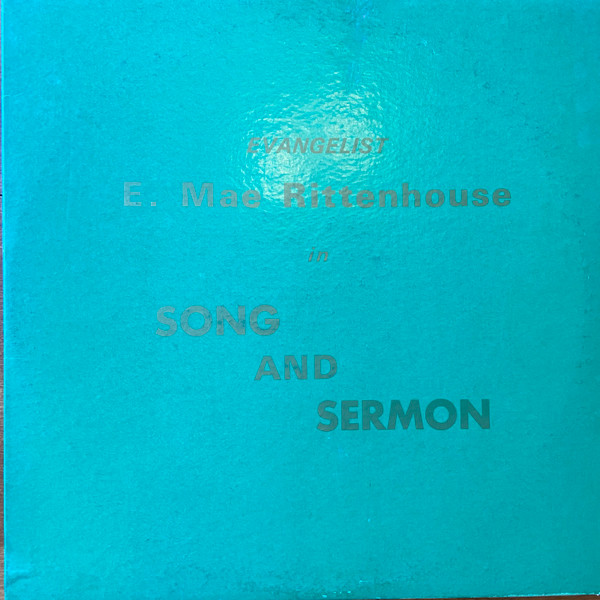 EVANGELIST
E. Mae Rittenhouse
in
SONG
AND
SERMON